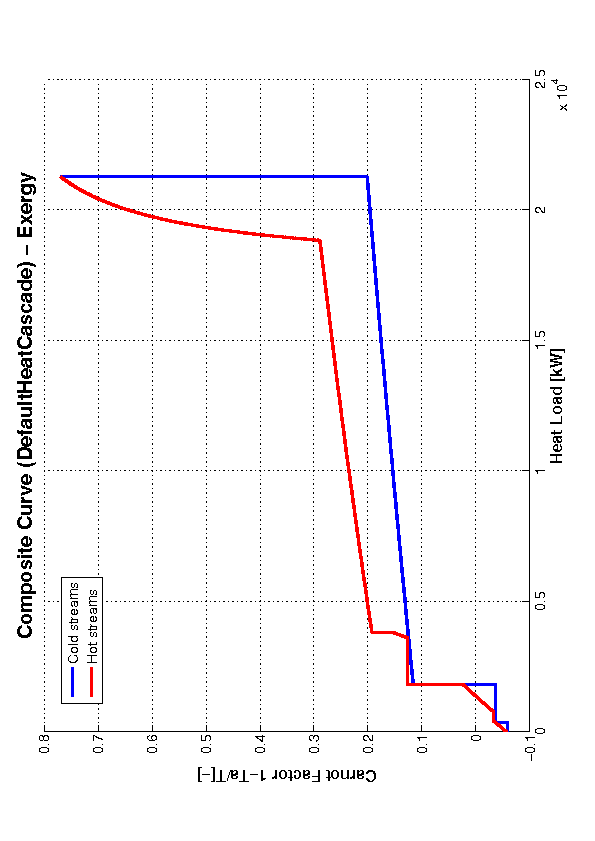 Composite Curve (DefaultHeatCascade) − Exergy
Cold streams
Hot streams
Carnot Factor 1−Ta/T[−]
0.8
0.7
0.6
0.5
0.4
0.3
0.2
0.1
0
−0.1
0
0.5
1
1.5
2
2.5
x 10^4
Heat Load [kW]